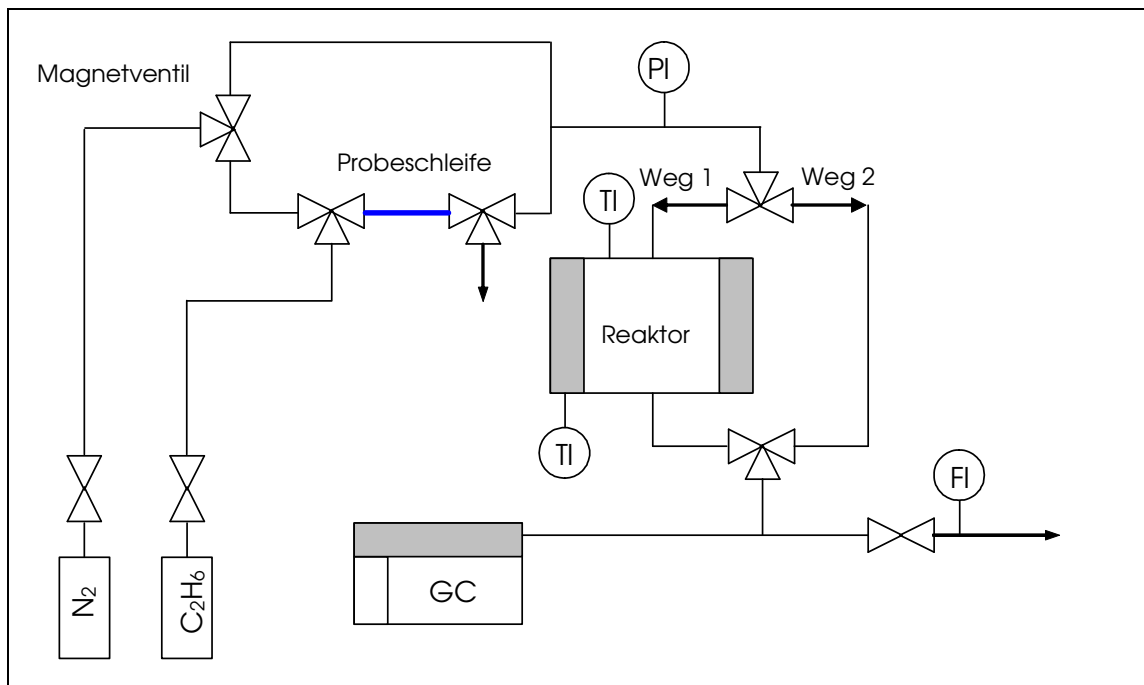 Magnetventil
PI
Probeschleife
Weg 1
Weg 2
TI
Reaktor
TI
FI
GC
N₂
C₂H₆